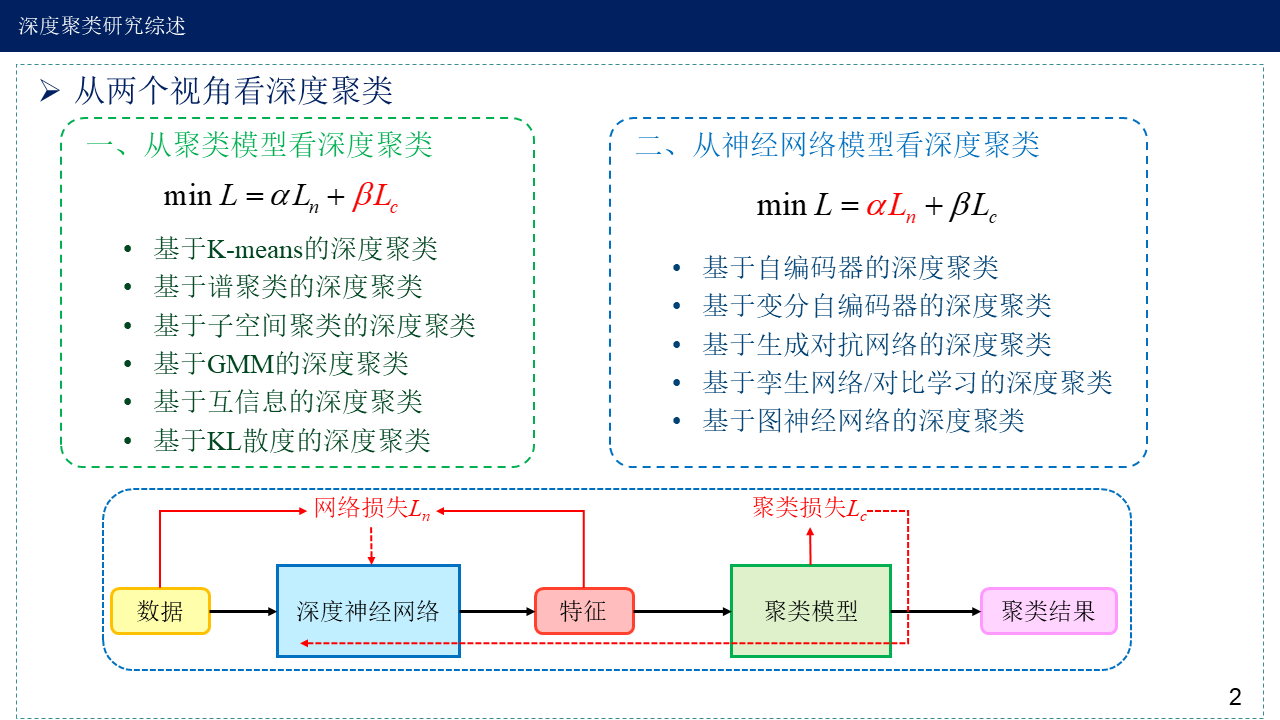 深度聚类研究综述
➢ 从两个视角看深度聚类
一、从聚类模型看深度聚类
min L = αLₙ + βL_c
• 基于K-means的深度聚类
• 基于谱聚类的深度聚类
• 基于子空间聚类的深度聚类
• 基于GMM的深度聚类
• 基于互信息的深度聚类
• 基于KL散度的深度聚类
二、从神经网络模型看深度聚类
min L = αLₙ + βL_c
• 基于自编码器的深度聚类
• 基于变分自编码器的深度聚类
• 基于生成对抗网络的深度聚类
• 基于孪生网络/对比学习的深度聚类
• 基于图神经网络的深度聚类
网络损失Lₙ
聚类损失L_c
数据
深度神经网络
特征
聚类模型
聚类结果
2